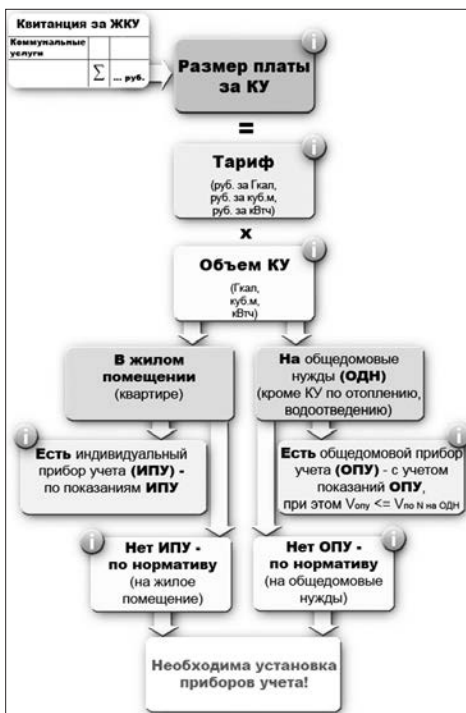 Квитанция за ЖКУ
Коммунальные
услуги
Σ ... руб.
Размер платы
за КУ
=
Тариф
(руб. за Гкал,
руб. за куб.м,
руб. за кВтч)
x
Объем КУ
(Гкал,
куб.м,
кВтч)
В жилом
помещении
(квартире)
На общедомовые
нужды (ОДН)
(кроме КУ по отоплению,
водоотведению)
Есть индивидуальный
прибор учета (ИПУ) -
по показаниям ИПУ
Есть общедомовой прибор
учета (ОПУ) - с учетом
показаний ОПУ,
при этом Vопу <= Vпо N на ОДН
Нет ИПУ -
по нормативу
(на жилое
помещение)
Нет ОПУ -
по нормативу
(на общедомовые
нужды)
Необходима установка
приборов учета!